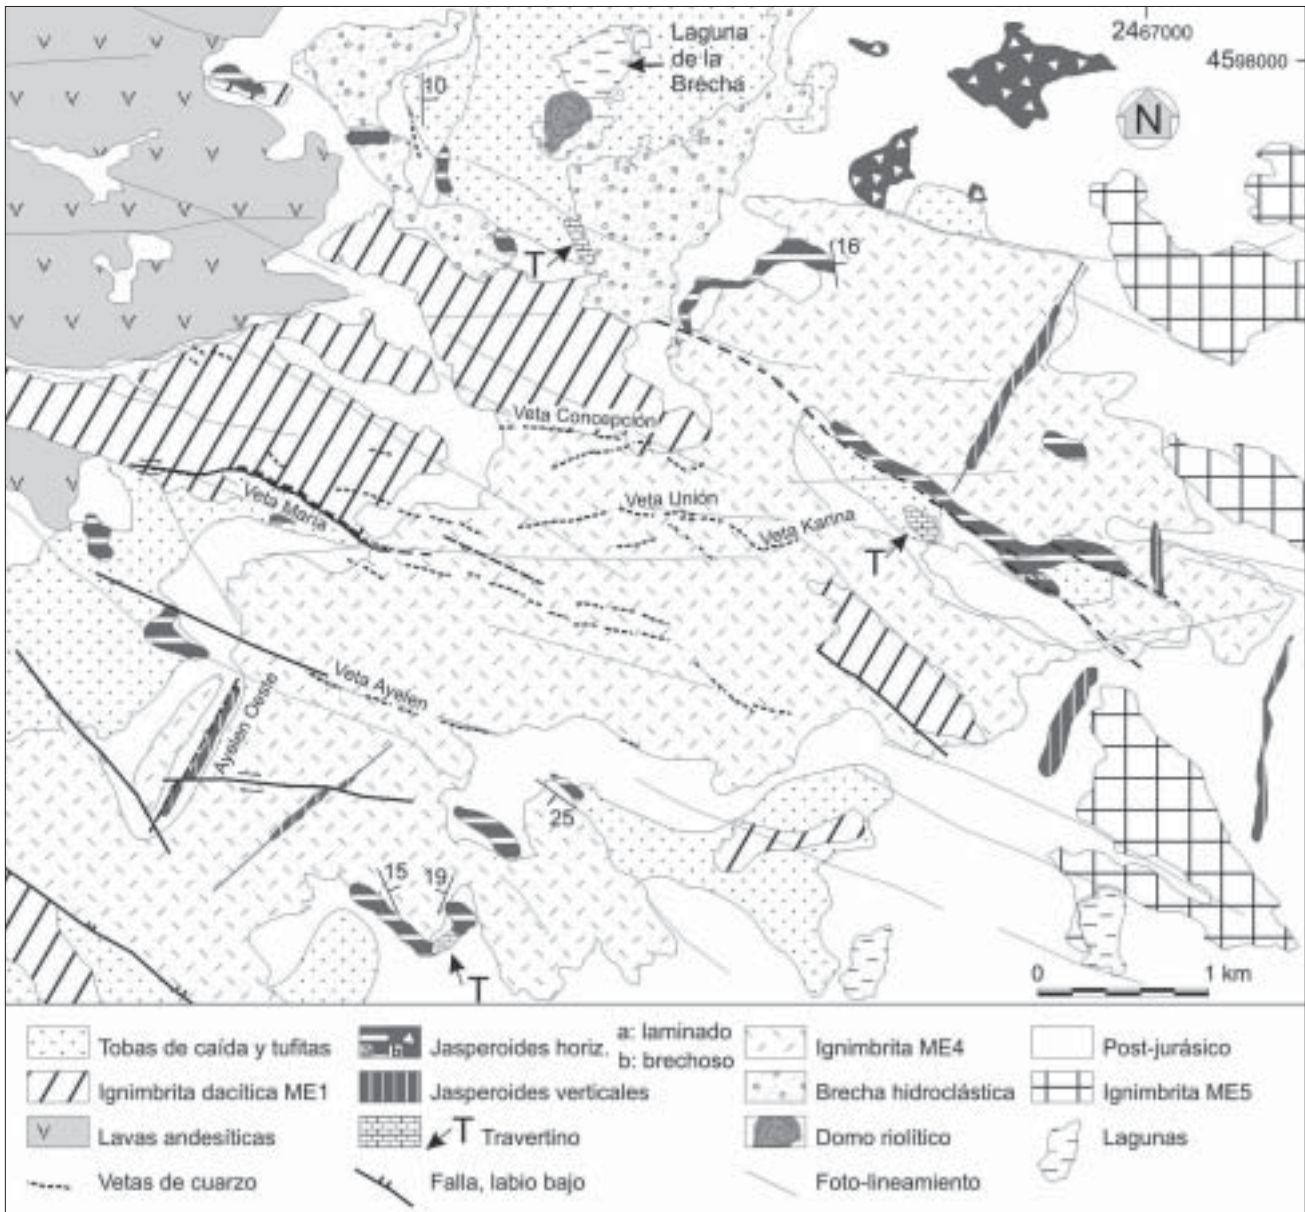 Laguna
de la
Brecha
2467000
4598000
N
10
T
16
Veta Concepción
Veta Unión
Veta Karina
Veta María
T
Veta Ayelen
Ayelen Oeste
25
15
19
T
0 1 km
Tobas de caída y tufitas
Ignimbrita dacítica ME1
Lavas andesíticas
Vetas de cuarzo
Jasperoides horiz. a: laminado
b: brechoso
Jasperoides verticales
T Travertino
Falla, labio bajo
Ignimbrita ME4
Brecha hidroclástica
Domo riolítico
Foto-lineamiento
Post-jurásico
Ignimbrita ME5
Lagunas